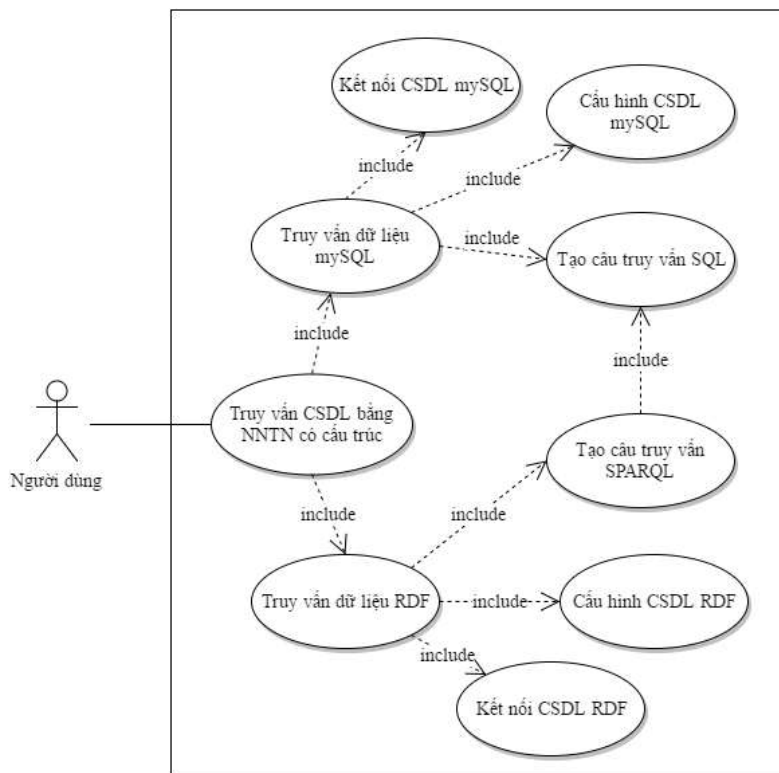 Kết nối CSDL mySQL
Cấu hình CSDL
mySQL
include
include
Truy vấn dữ liệu
mySQL
include
Tạo câu truy vấn SQL
include
include
Truy vấn CSDL bằng
NNTN có cấu trúc
Người dùng
Tạo câu truy vấn
SPARQL
include
include
Truy vấn dữ liệu RDF
include
Cấu hình CSDL RDF
include
Kết nối CSDL RDF